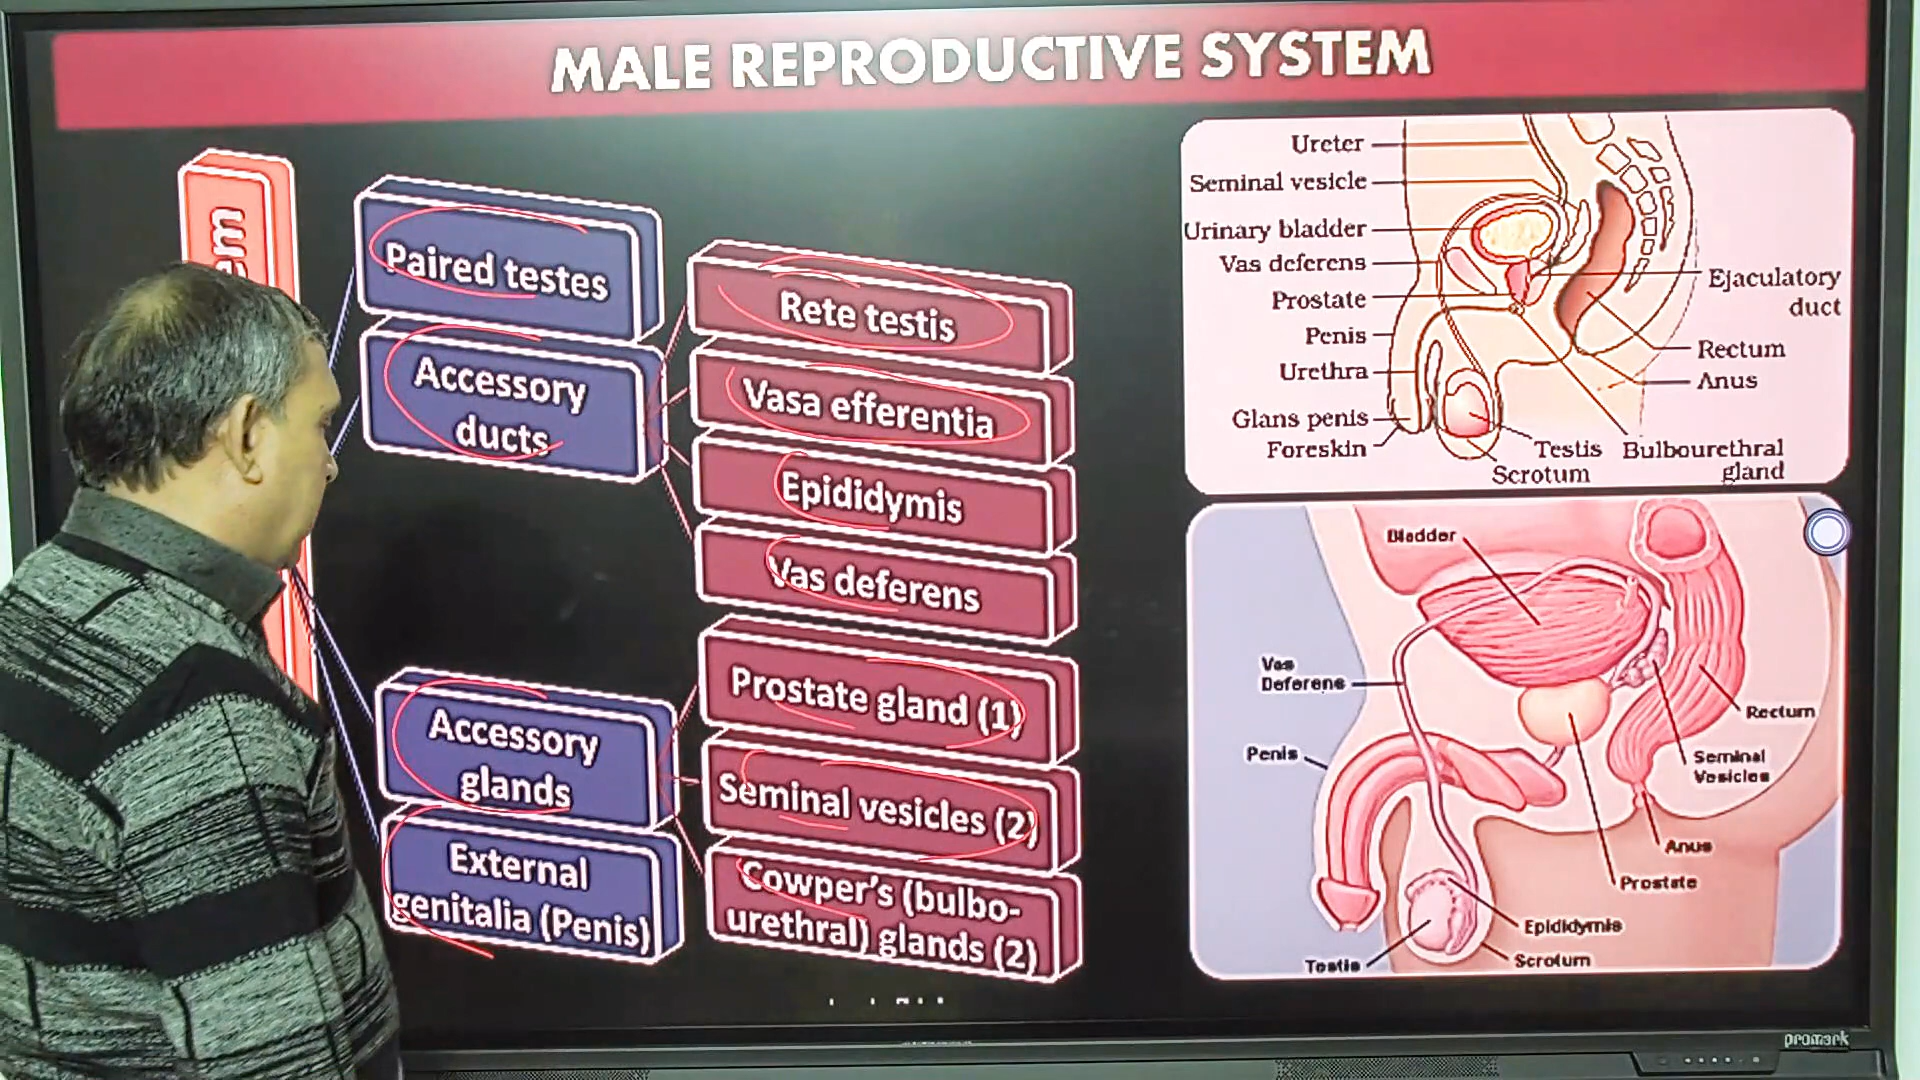 MALE REPRODUCTIVE SYSTEM
Paired testes
Accessory
ducts
Accessory
glands
External
genitalia (Penis)
Rete testis
Vasa efferentia
Epididymis
Vas deferens
Prostate gland (1)
Seminal vesicles (2)
Cowper's (bulbo-
urethral) glands (2)
Ureter
Seminal vesicle
Urinary bladder
Vas deferens
Prostate
Penis
Urethra
Glans penis
Foreskin
Ejaculatory
duct
Rectum
Anus
Testis
Scrotum
Bulbourethral
gland
Bladder
Vas
Deferens
Penis
Rectum
Seminal
Vesicles
Anus
Prostate
Epididymis
Scrotum
Testis
promark